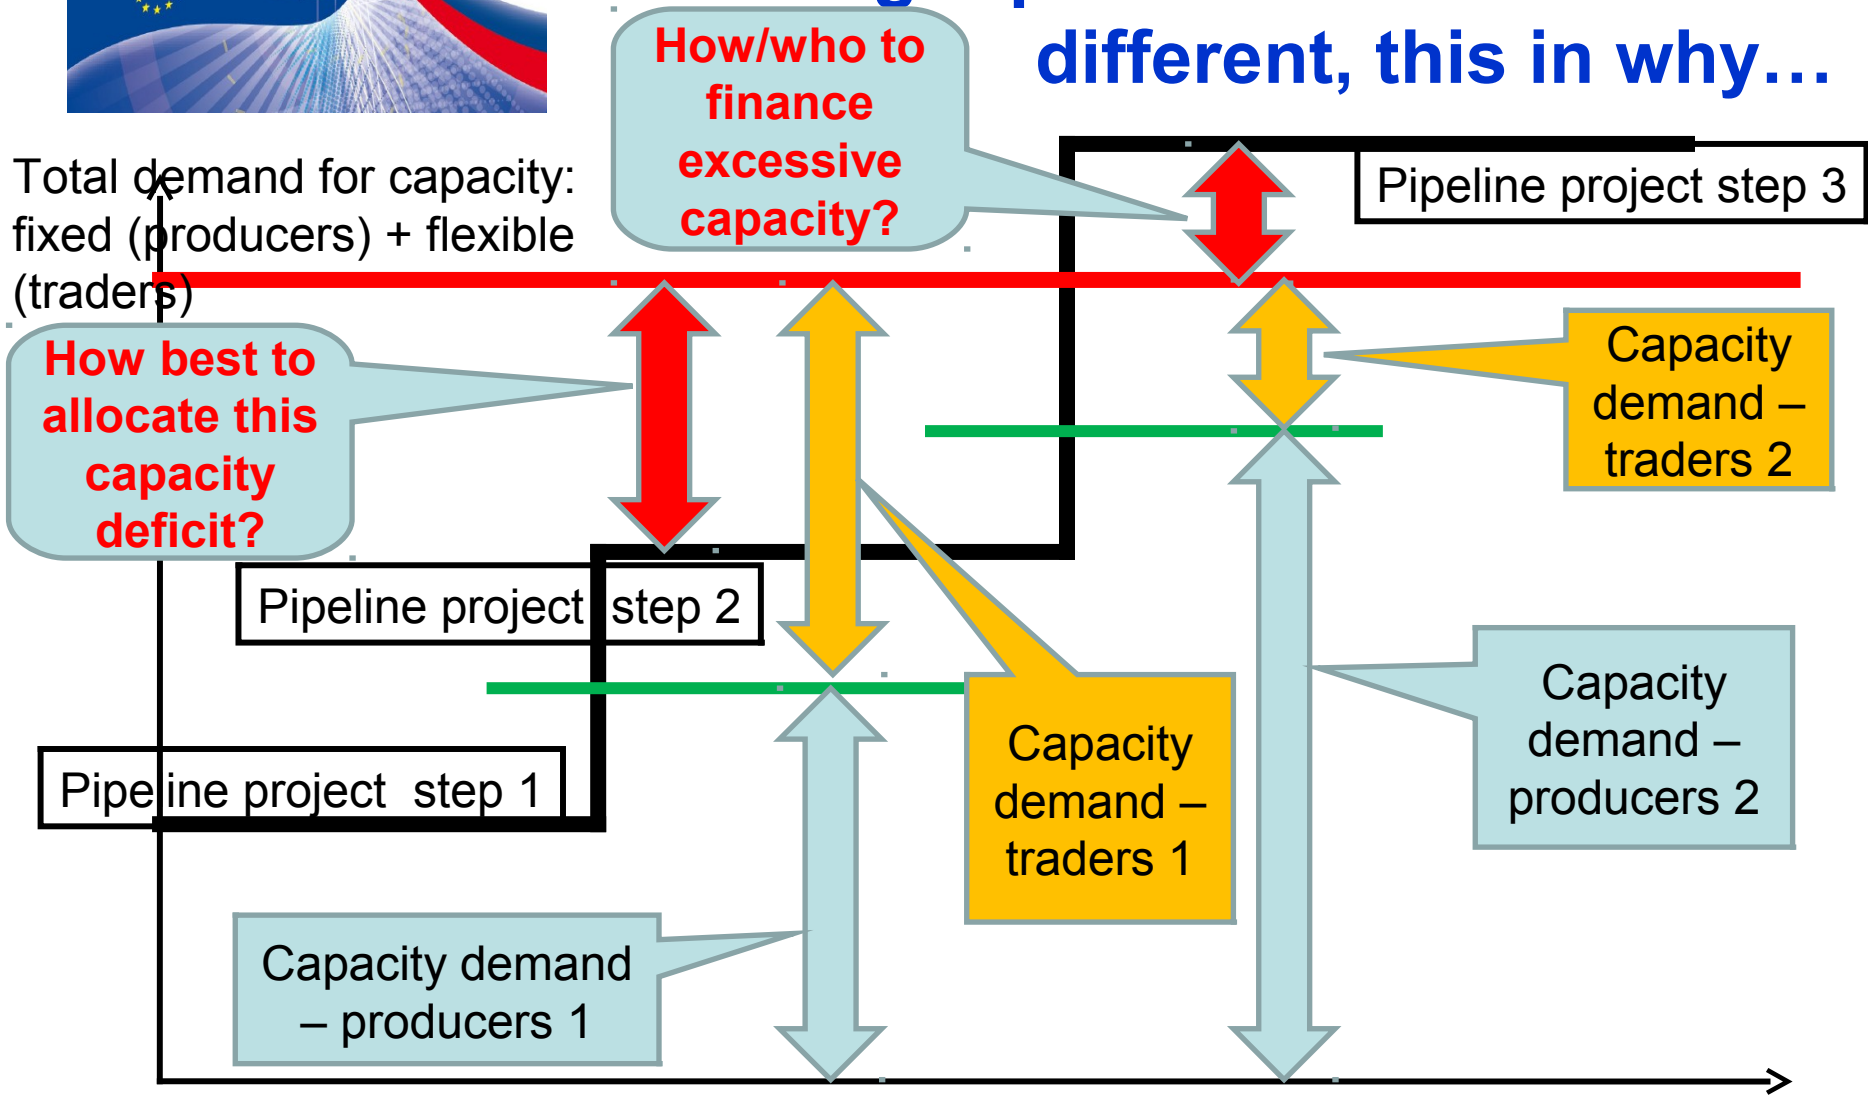 different, this in why…
How/who to
finance
excessive
capacity?
Total demand for capacity:
fixed (producers) + flexible
(traders)
Pipeline project step 3
How best to
allocate this
capacity
deficit?
Capacity
demand –
traders 2
Pipeline project step 2
Capacity
demand –
producers 2
Pipeline project step 1
Capacity
demand –
traders 1
Capacity demand
– producers 1